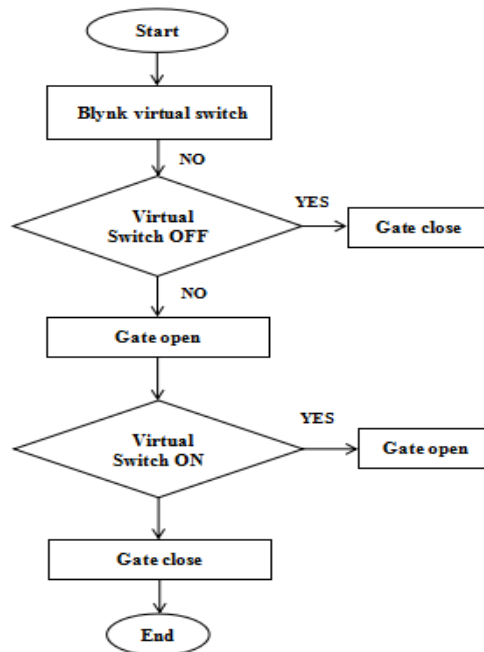 Start
Blynk virtual switch
NO
Virtual
Switch OFF
YES
Gate close
NO
Gate open
Virtual
Switch ON
YES
Gate open
Gate close
End